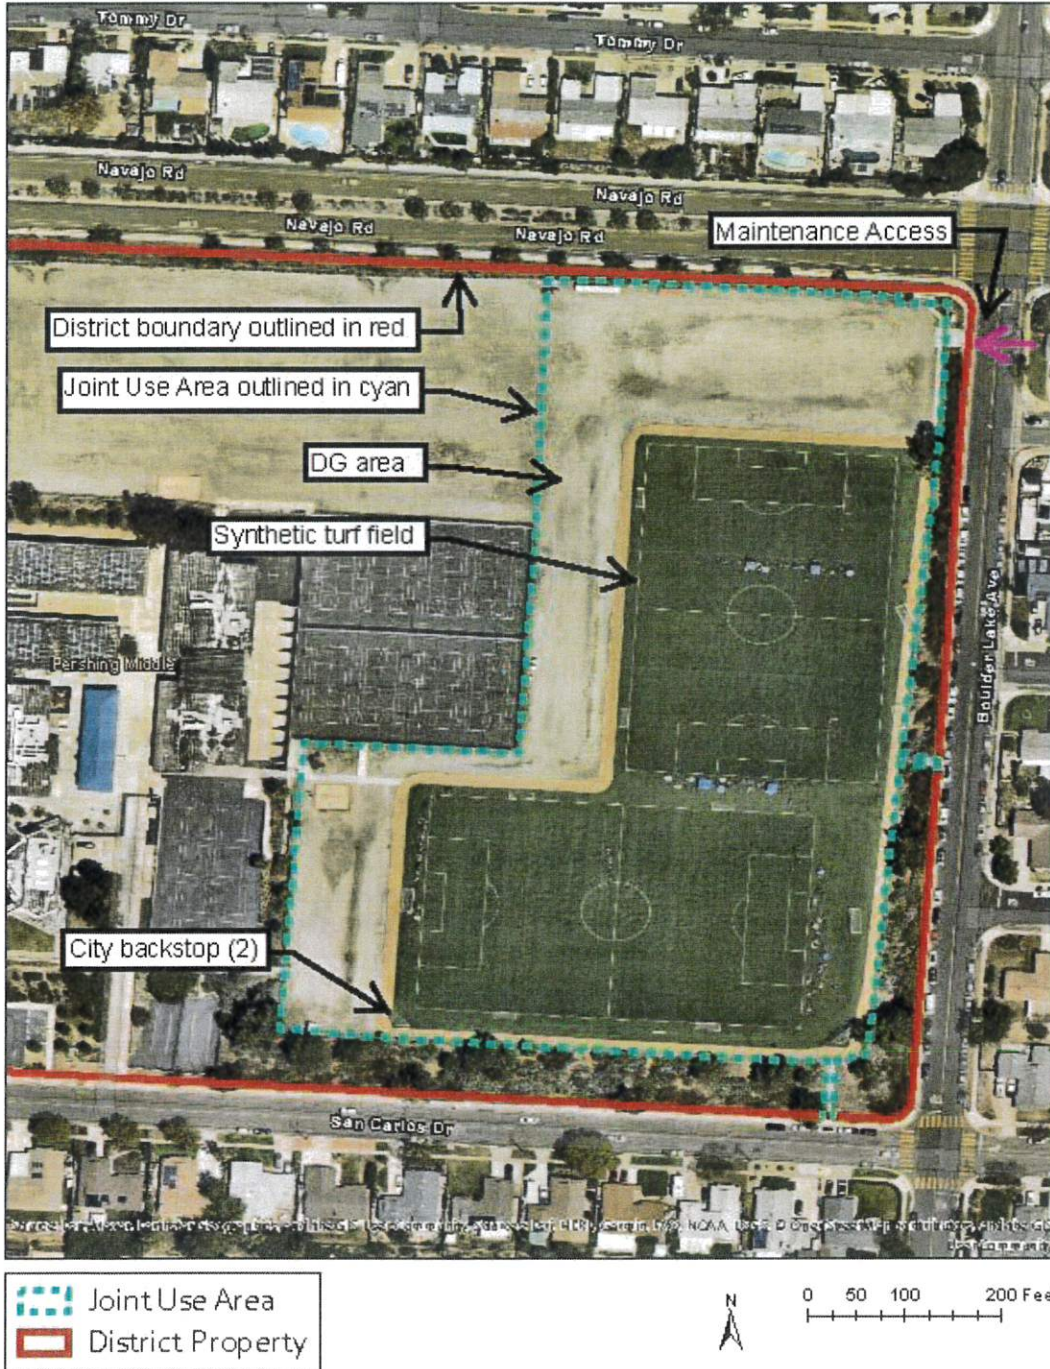 Tommy Dr
Tommy Dr
Navajo Rd
Navajo Rd
Navajo Rd
Navajo Rd
Maintenance Access
District boundary outlined in red
Joint Use Area outlined in cyan
DG area
Synthetic turf field
Pershing Middle
Boulder Lake Ave
City backstop (2)
San Carlos Dr
Joint Use Area
District Property
N
0 50 100 200 Fee